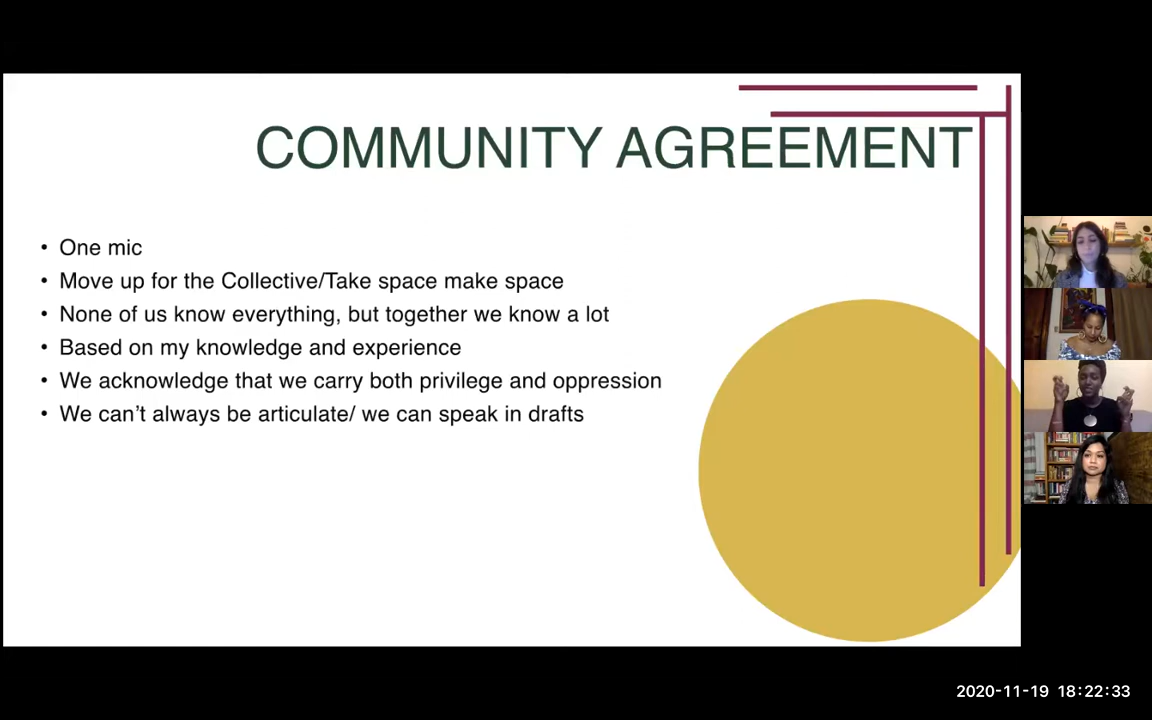 COMMUNITY AGREEMENT
• One mic
• Move up for the Collective/Take space make space
• None of us know everything, but together we know a lot
• Based on my knowledge and experience
• We acknowledge that we carry both privilege and oppression
• We can’t always be articulate/ we can speak in drafts
2020-11-19 18:22:33